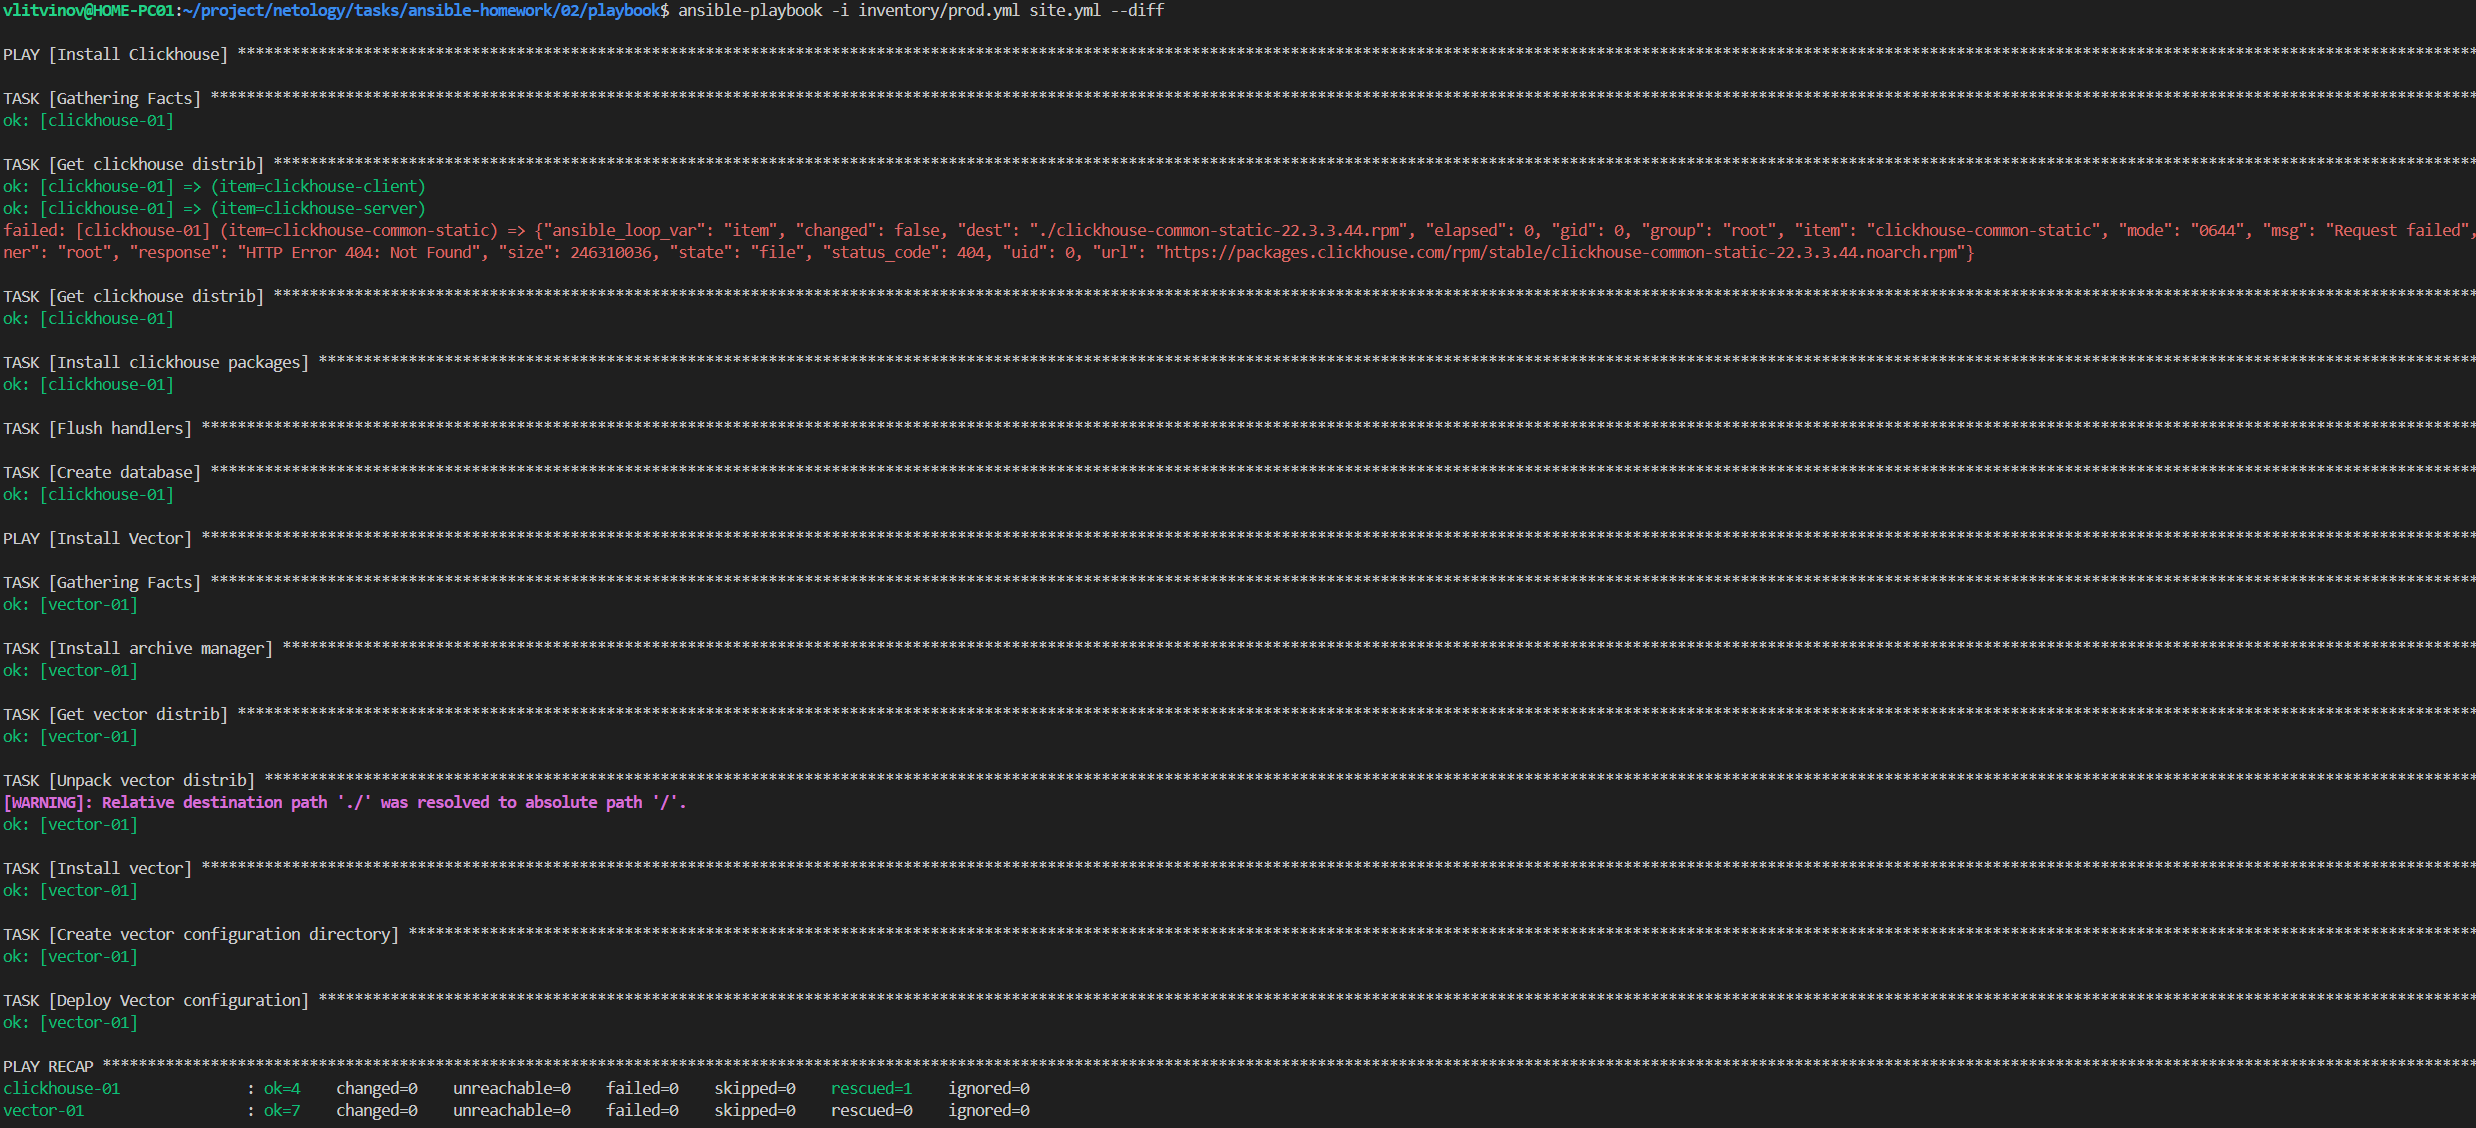 vlitvinov@HOME-PC01:~/project/netology/tasks/ansible-homework/02/playbook$ ansible-playbook -i inventory/prod.yml site.yml --diff
PLAY [Install Clickhouse] ****************************************************************
TASK [Gathering Facts] ****************************************************************
ok: [clickhouse-01]
TASK [Get clickhouse distrib] ****************************************************************
ok: [clickhouse-01] => (item=clickhouse-client)
ok: [clickhouse-01] => (item=clickhouse-server)
failed: [clickhouse-01] (item=clickhouse-common-static) => {"ansible_loop_var": "item", "changed": false, "dest": "./clickhouse-common-static-22.3.3.44.rpm", "elapsed": 0, "gid": 0, "group": "root", "item": "clickhouse-common-static", "mode": "0644", "msg": "Request failed",
ner": "root", "response": "HTTP Error 404: Not Found", "size": 246310036, "state": "file", "status_code": 404, "uid": 0, "url": "https://packages.clickhouse.com/rpm/stable/clickhouse-common-static-22.3.3.44.noarch.rpm"}
TASK [Get clickhouse distrib] ****************************************************************
ok: [clickhouse-01]
TASK [Install clickhouse packages] ****************************************************************
ok: [clickhouse-01]
TASK [Flush handlers] ****************************************************************
TASK [Create database] ****************************************************************
ok: [clickhouse-01]
PLAY [Install Vector] ****************************************************************
TASK [Gathering Facts] ****************************************************************
ok: [vector-01]
TASK [Install archive manager] ****************************************************************
ok: [vector-01]
TASK [Get vector distrib] ****************************************************************
ok: [vector-01]
TASK [Unpack vector distrib] ****************************************************************
[WARNING]: Relative destination path './' was resolved to absolute path '/'.
ok: [vector-01]
TASK [Install vector] ****************************************************************
ok: [vector-01]
TASK [Create vector configuration directory] ****************************************************************
ok: [vector-01]
TASK [Deploy Vector configuration] ****************************************************************
ok: [vector-01]
PLAY RECAP ****************************************************************
clickhouse-01 : ok=4 changed=0 unreachable=0 failed=0 skipped=0 rescued=1 ignored=0
vector-01 : ok=7 changed=0 unreachable=0 failed=0 skipped=0 rescued=0 ignored=0